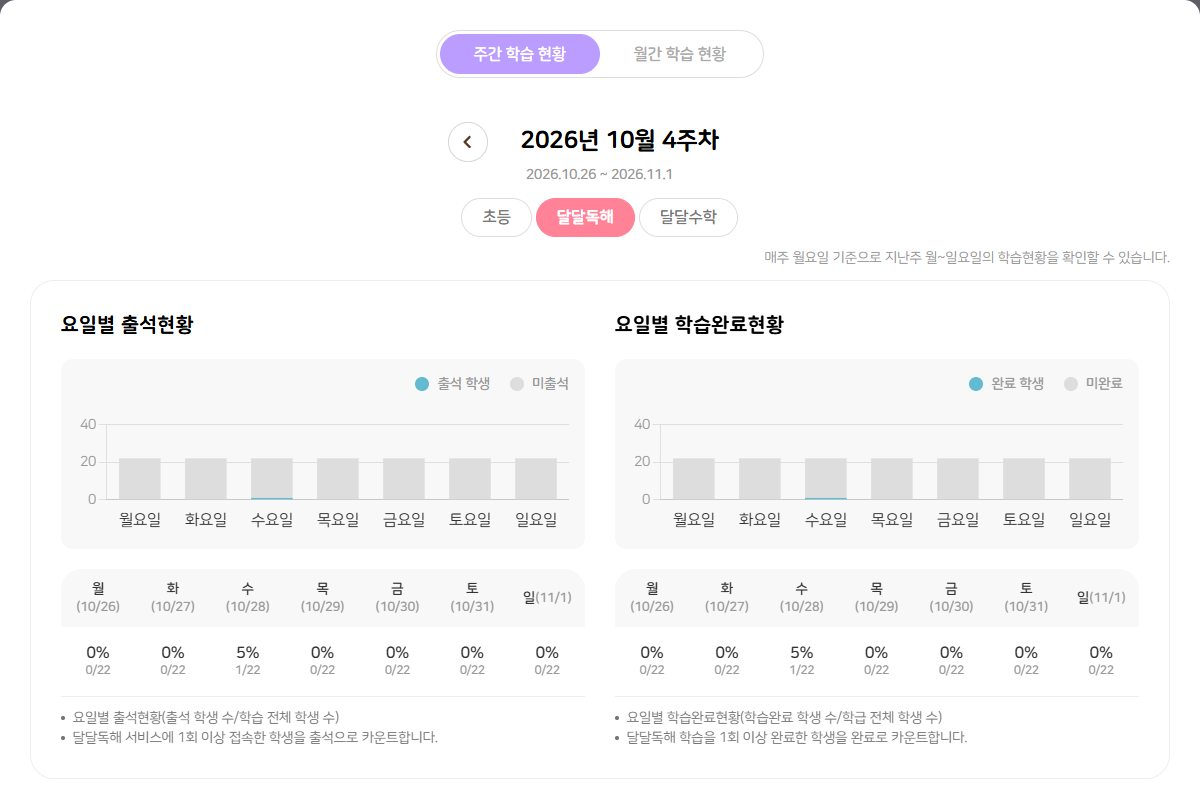 주간 학습 현황
월간 학습 현황
2026년 10월 4주차
2026.10.26 ~ 2026.11.1
초등
달달독해
달달수학
매주 월요일 기준으로 지난주 월~일요일의 학습현황을 확인할 수 있습니다.
요일별 출석현황
출석 학생
미출석
40
20
0
월요일 화요일 수요일 목요일 금요일 토요일 일요일
월 화 수 목 금 토 일(11/1)
(10/26) (10/27) (10/28) (10/29) (10/30) (10/31)
0% 0% 5% 0% 0% 0% 0%
0/22 0/22 1/22 0/22 0/22 0/22 0/22
• 요일별 출석현황(출석 학생 수/학습 전체 학생 수)
• 달달독해 서비스에 1회 이상 접속한 학생을 출석으로 카운트합니다.
요일별 학습완료현황
완료 학생
미완료
40
20
0
월요일 화요일 수요일 목요일 금요일 토요일 일요일
월 화 수 목 금 토 일(11/1)
(10/26) (10/27) (10/28) (10/29) (10/30) (10/31)
0% 0% 5% 0% 0% 0% 0%
0/22 0/22 1/22 0/22 0/22 0/22 0/22
• 요일별 학습완료현황(학습완료 학생 수/학급 전체 학생 수)
• 달달독해 학습을 1회 이상 완료한 학생을 완료로 카운트합니다.